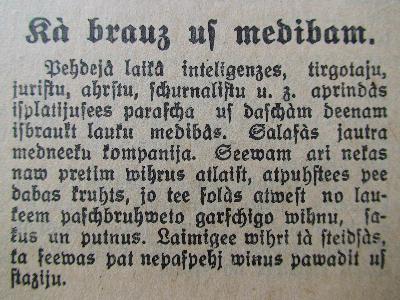 Kà brauz uſ medibam.
Pehdejà laikà inteligenzes, tirgotaju,
juriſtu, ahrſtu, ſchurnaliſtu u. z. aprindàs
iſplatijuſees paraſcha uſ daſchàm deenam
iſbraukt lauku medibàs. Salaſàs jautra
medneeku kompanija. Seewam ari nekas
naw pretim wihrus atlaiſt, atpuhſtees pee
dabas kruhts, jo tee ſolàs atweſt no lau-
keem paſchbruhweto garſchigo wihnu, ſa-
kus un putnus. Laimigee wihri tà ſteidſàs,
ka ſeewas pat neſpaſpehj wiņus pawadit uſ
ſtaziju.